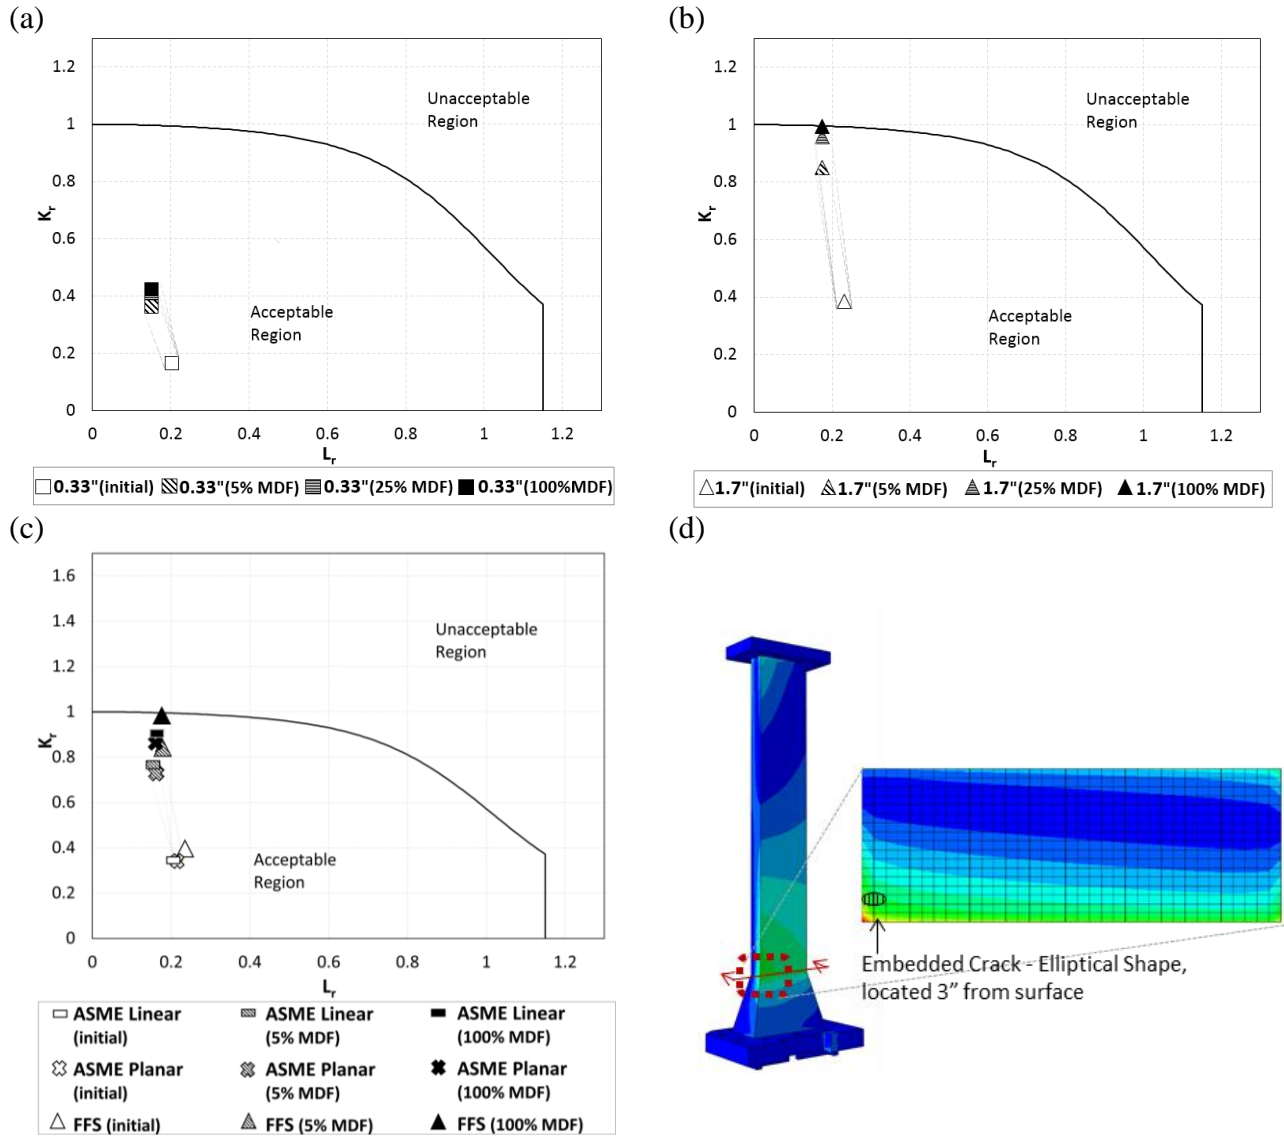 (a)
1.2
1
0.8
0.6
0.4
0.2
0
Kr
Unacceptable
Region
Acceptable
Region
0 0.2 0.4 0.6 0.8 1 1.2
Lr
0.33"(initial) 0.33"(5% MDF) 0.33"(25% MDF) 0.33"(100%MDF)
(b)
1.2
1
0.8
0.6
0.4
0.2
0
Kr
Unacceptable
Region
Acceptable
Region
0 0.2 0.4 0.6 0.8 1 1.2
Lr
1.7"(initial) 1.7"(5% MDF) 1.7"(25% MDF) 1.7"(100% MDF)
(c)
1.6
1.4
1.2
1
0.8
0.6
0.4
0.2
0
Kr
Unacceptable
Region
Acceptable
Region
0 0.2 0.4 0.6 0.8 1 1.2
Lr
ASME Linear ASME Linear ASME Linear
(initial) (5% MDF) (100% MDF)
ASME Planar ASME Planar ASME Planar
(initial) (5% MDF) (100% MDF)
FFS (initial) FFS (5% MDF) FFS (100% MDF)
(d)
Embedded Crack - Elliptical Shape,
located 3” from surface